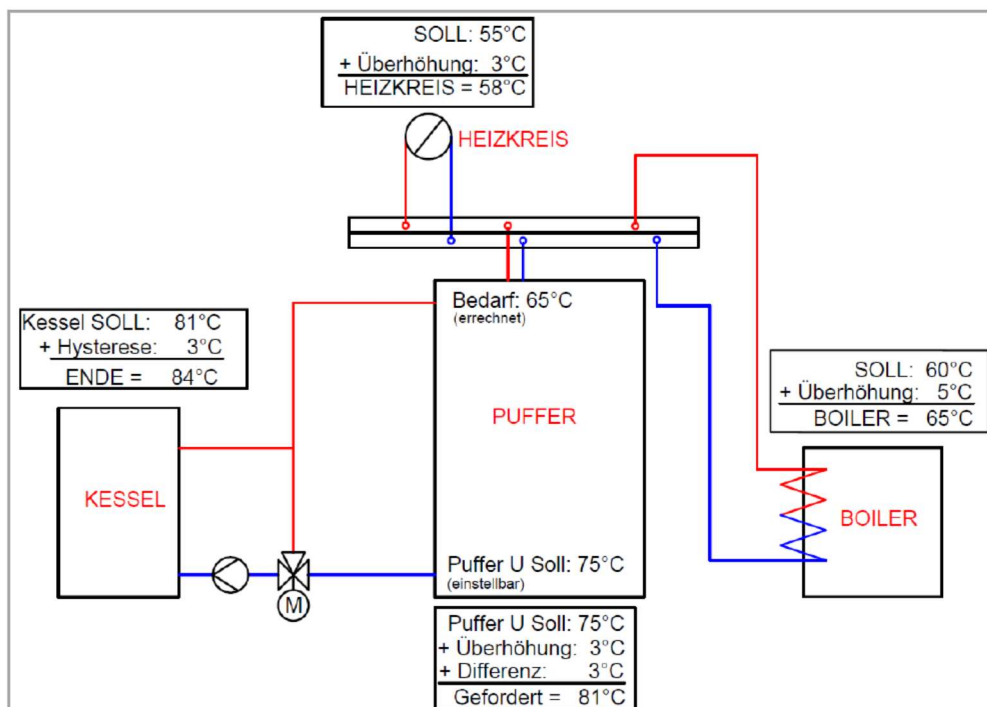 SOLL: 55°C
+ Überhöhung: 3°C
HEIZKREIS = 58°C
HEIZKREIS
Bedarf: 65°C
(errechnet)
Kessel SOLL: 81°C
+ Hysterese: 3°C
ENDE = 84°C
SOLL: 60°C
+ Überhöhung: 5°C
BOILER = 65°C
PUFFER
KESSEL
BOILER
Puffer U Soll: 75°C
(einstellbar)
M
Puffer U Soll: 75°C
+ Überhöhung: 3°C
+ Differenz: 3°C
Gefordert = 81°C